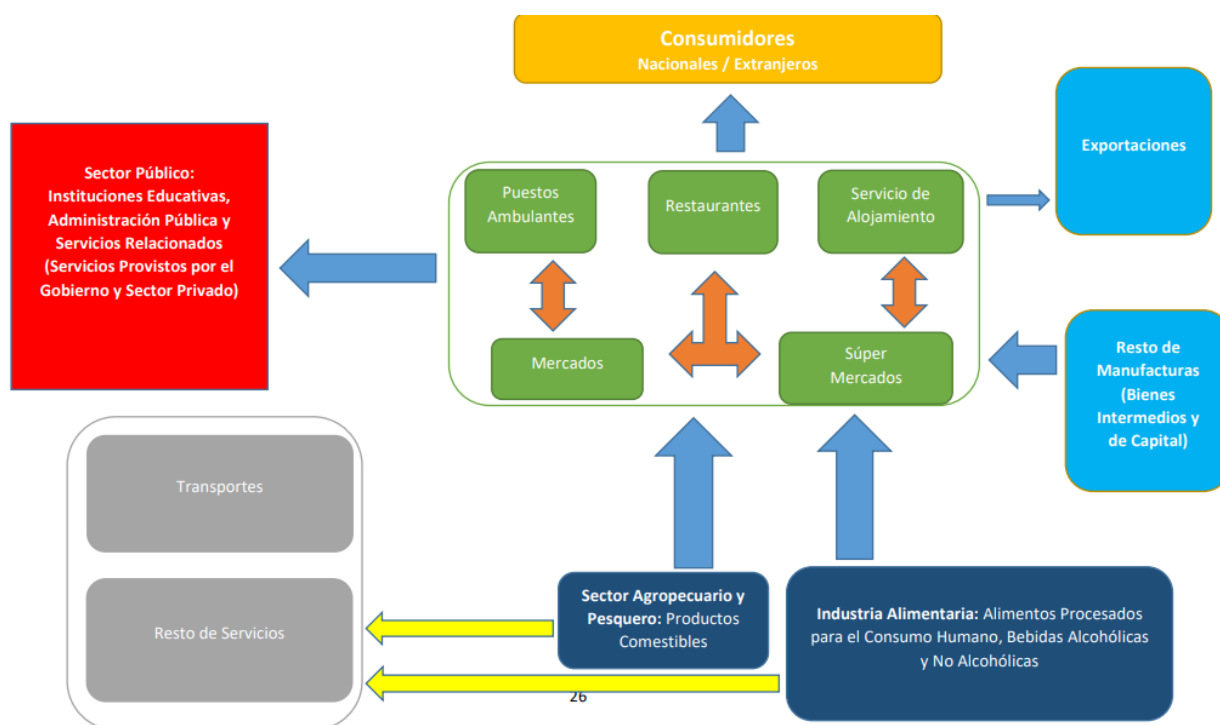 Consumidores
Nacionales / Extranjeros
Exportaciones
Sector Público:
Instituciones Educativas,
Administración Pública y
Servicios Relacionados
(Servicios Provistos por el
Gobierno y Sector Privado)
Puestos
Ambulantes
Restaurantes
Servicio de
Alojamiento
Mercados
Súper
Mercados
Resto de
Manufacturas
(Bienes
Intermedios y
de Capital)
Transportes
Resto de Servicios
Sector Agropecuario y
Pesquero: Productos
Comestibles
Industria Alimentaria: Alimentos Procesados
para el Consumo Humano, Bebidas Alcohólicas
y No Alcohólicas
26